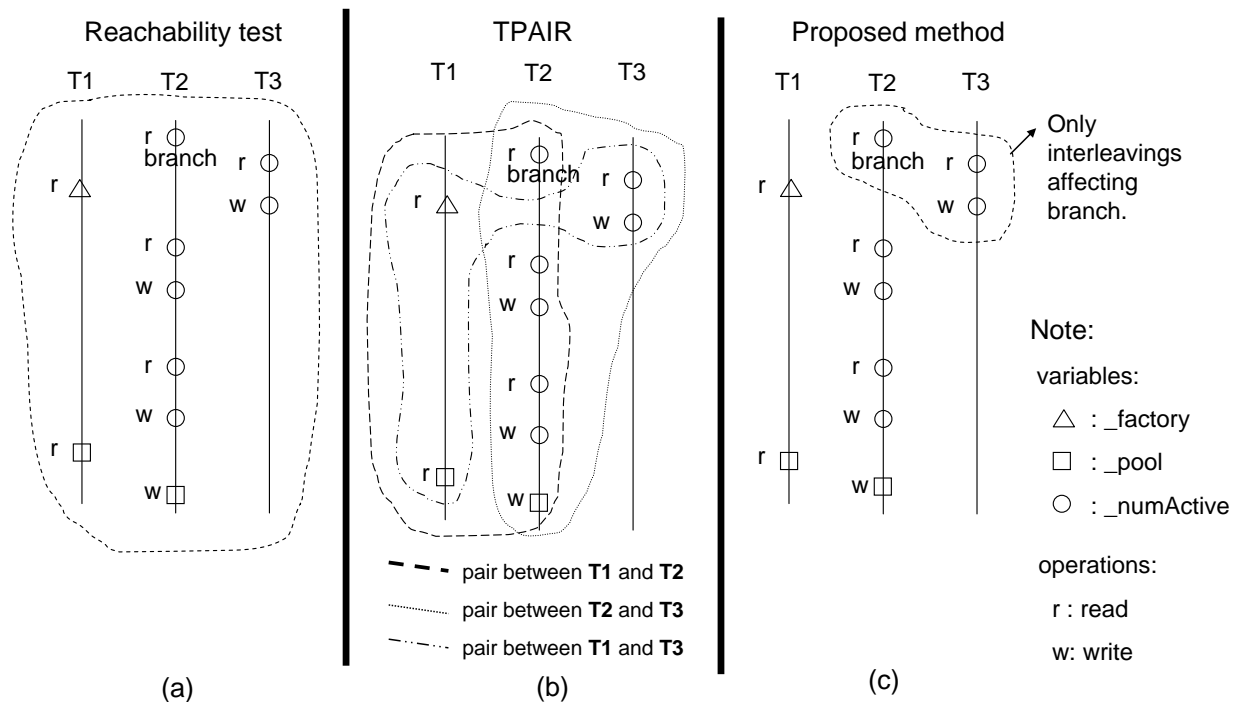 Reachability test
T1
T2
T3
r
branch
r
r
w
r
w
r
w
r
w
(a)
TPAIR
T1
T2
T3
r
branch
r
r
w
r
w
r
w
r
w
pair between T1 and T2
pair between T2 and T3
pair between T1 and T3
(b)
Proposed method
T1
T2
T3
r
branch
r
r
w
r
w
r
w
r
w
Only
interleavings
affecting
branch.
(c)
Note:
variables:
: _factory
: _pool
: _numActive
operations:
r : read
w: write